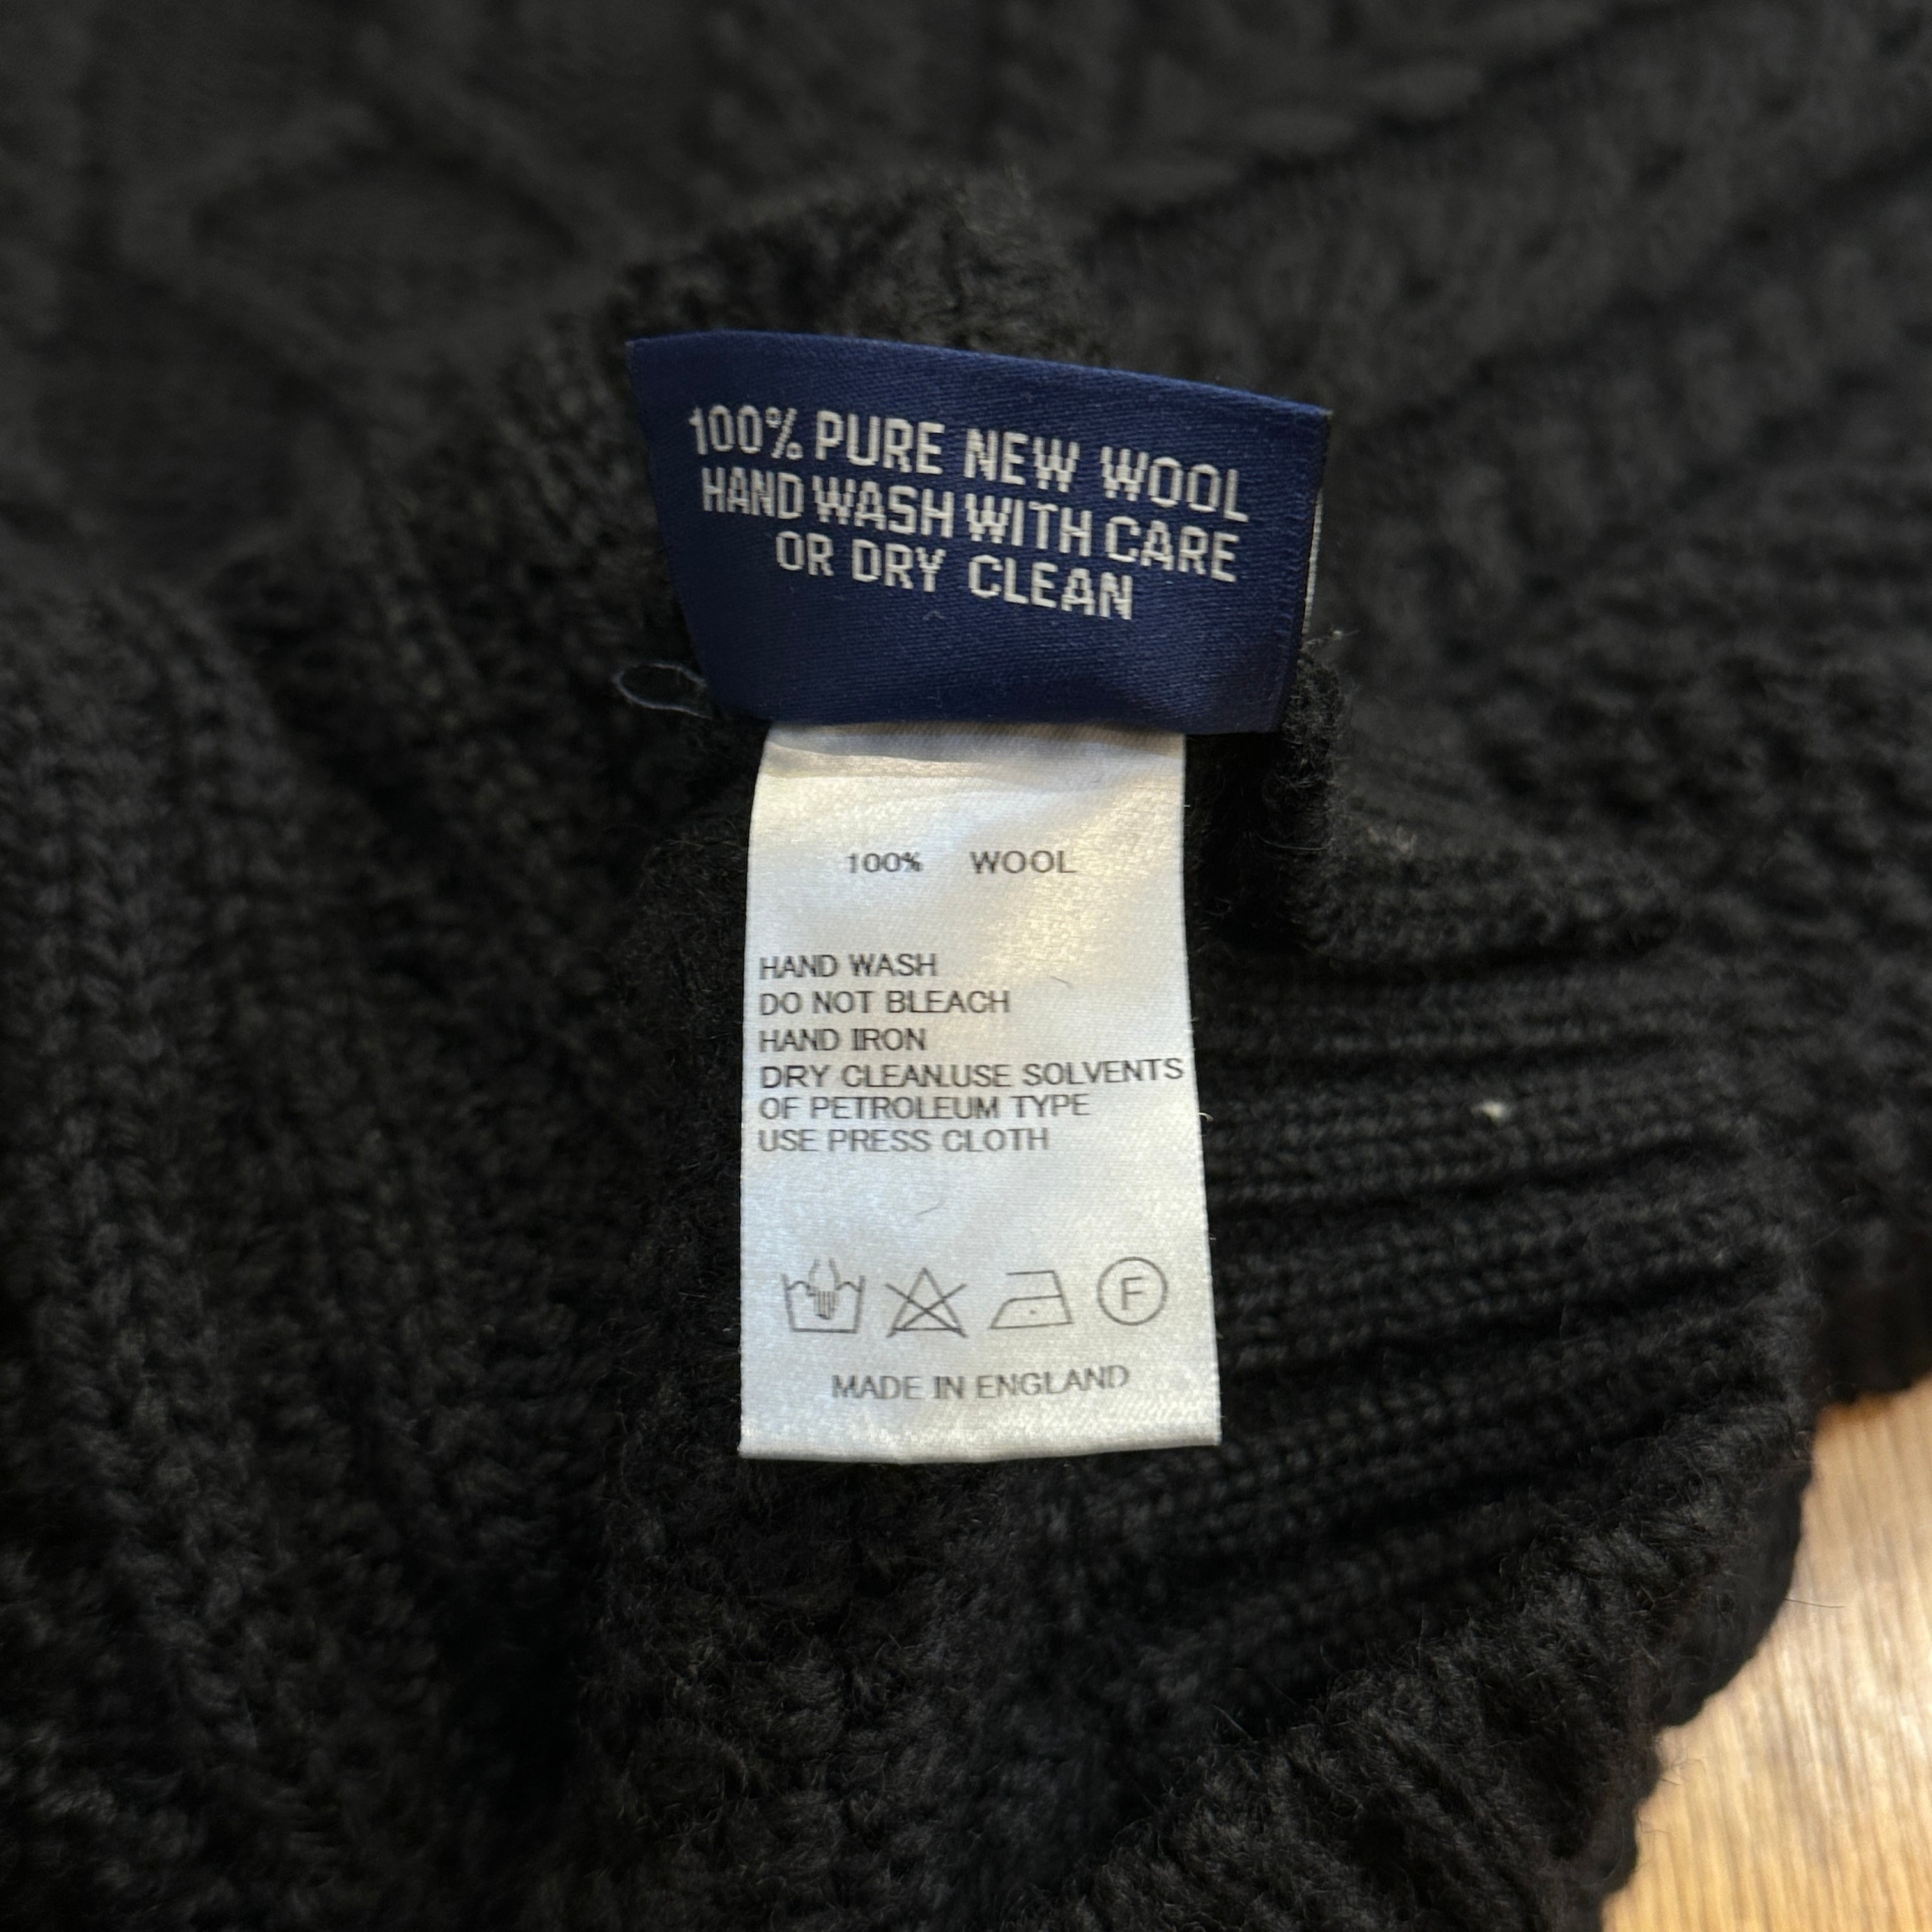 100% PURE NEW WOOL
HAND WASH WITH CARE
OR DRY CLEAN
100% WOOL
HAND WASH
DO NOT BLEACH
HAND IRON
DRY CLEAN.USE SOLVENTS
OF PETROLEUM TYPE
USE PRESS CLOTH
F
MADE IN ENGLAND